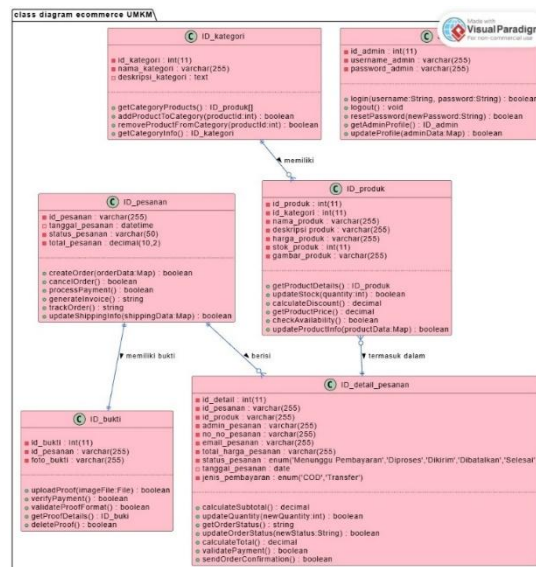 class diagram ecommerce UMKM
Made with
Visual Paradigm
For non-commercial use
C ID_kategori
id_kategori : int(11)
nama_kategori : varchar(255)
deskripsi_kategori : text
getCategoryProducts() : ID_produk[]
addProductToCategory(productId:int) : boolean
removeProductFromCategory(productId:int) : boolean
getCategoryInfo() : ID_kategori
C
id_admin : int(11)
username_admin : varchar(255)
password_admin : varchar(255)
login(username:String, password:String) : boolean
logout() : void
resetPassword(newPassword:String) : boolean
getAdminProfile() : ID_admin
updateProfile(adminData:Map) : boolean
memiliki
C ID_pesanan
id_pesanan : varchar(255)
tanggal_pesanan : datetime
status_pesanan : varchar(50)
total_pesanan : decimal(10,2)
createOrder(orderData:Map) : boolean
cancelOrder() : boolean
processPayment() : boolean
generateInvoice() : string
trackOrder() : string
updateShippingInfo(shippingData:Map) : boolean
C ID_produk
id_produk : int(11)
id_kategori : int(11)
nama_produk : varchar(255)
deskripsi produk : varchar(255)
harga_produk : varchar(255)
stok_produk : int(11)
gambar_produk : varchar(255)
getProductDetails() : ID_produk
updateStock(quantity:int) : boolean
calculateDiscount() : decimal
getProductPrice() : decimal
checkAvailability() : boolean
updateProductInfo(productData:Map) : boolean
memiliki bukti
berisi
termasuk dalam
C ID_bukti
id_bukti : int(11)
id_pesanan : varchar(255)
foto_bukti : varchar(255)
uploadProof(imageFile:File) : boolean
verifyPayment() : boolean
validateProofFormat() : boolean
getProofDetails() : ID_buki
deleteProof() : boolean
C ID_detail_pesanan
id_detail : int(11)
id_pesanan : varchar(255)
id_produk : varchar(255)
admin_pesanan : varchar(255)
no_no_pesanan : varchar(255)
email_pesanan : varchar(255)
total_harga_pesanan : varchar(255)
status_pesanan : enum('Menunggu Pembayaran','Diproses','Dikirim','Dibatalkan','Selesai'
tanggal_pesanan : date
jenis_pembayaran : enum('COD','Transfer')
calculateSubtotal() : decimal
updateQuantity(newQuantity:int) : boolean
getOrderStatus() : string
updateOrderStatus(newStatus:String) : boolean
calculateTotal() : decimal
validatePayment() : boolean
sendOrderConfirmation() : boolean